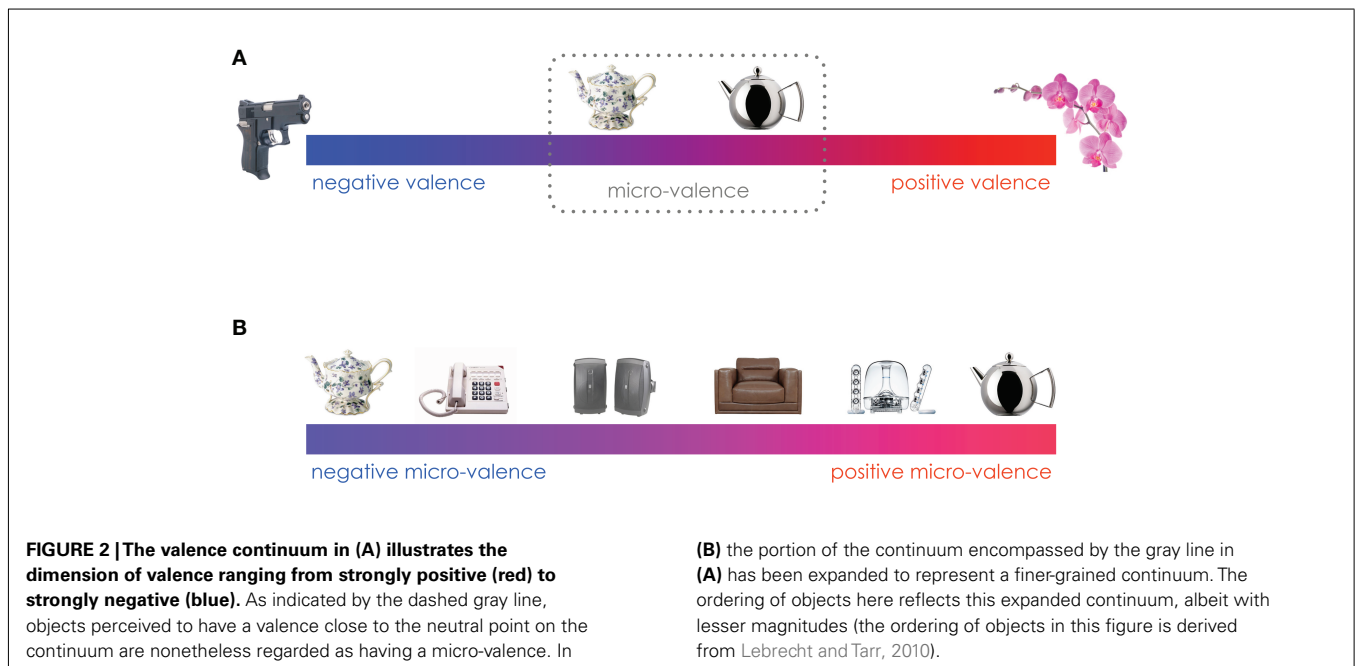 A
negative valence
micro-valence
positive valence
B
negative micro-valence
positive micro-valence
FIGURE 2 | The valence continuum in (A) illustrates the
dimension of valence ranging from strongly positive (red) to
strongly negative (blue). As indicated by the dashed gray line,
objects perceived to have a valence close to the neutral point on the
continuum are nonetheless regarded as having a micro-valence. In
(B) the portion of the continuum encompassed by the gray line in
(A) has been expanded to represent a finer-grained continuum. The
ordering of objects here reflects this expanded continuum, albeit with
lesser magnitudes (the ordering of objects in this figure is derived
from Lebrecht and Tarr, 2010).